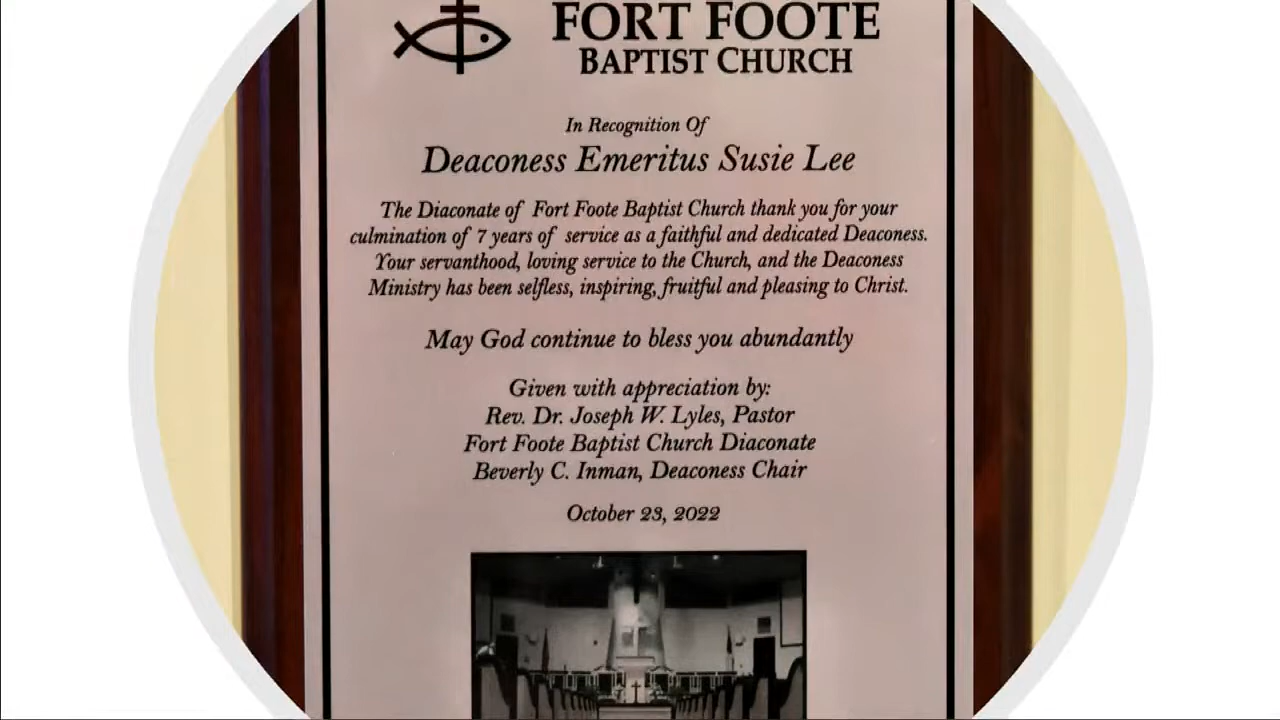 FORT FOOTE
BAPTIST CHURCH
In Recognition Of
Deaconess Emeritus Susie Lee
The Diaconate of Fort Foote Baptist Church thank you for your
culmination of 7 years of service as a faithful and dedicated Deaconess.
Your servanthood, loving service to the Church, and the Deaconess
Ministry has been selfless, inspiring, fruitful and pleasing to Christ.
May God continue to bless you abundantly
Given with appreciation by:
Rev. Dr. Joseph W. Lyles, Pastor
Fort Foote Baptist Church Diaconate
Beverly C. Inman, Deaconess Chair
October 23, 2022